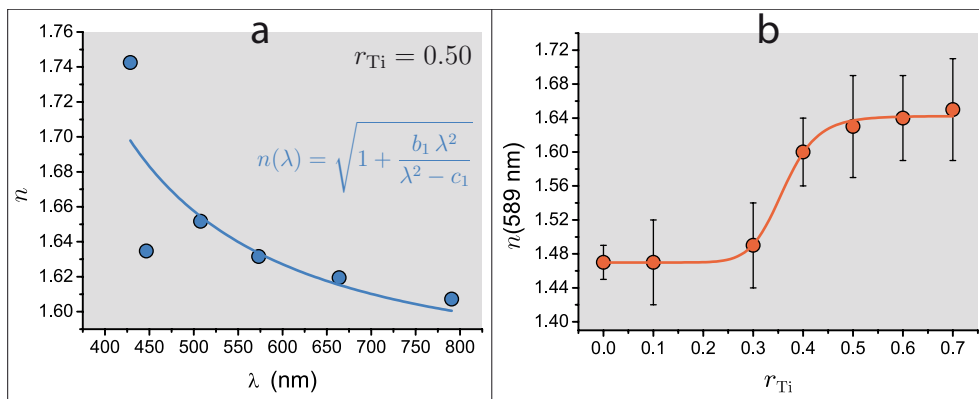 a
r_Ti = 0.50
n(λ) = √(1 + b₁ λ² / (λ² − c₁))
n
1.76
1.74
1.72
1.70
1.68
1.66
1.64
1.62
1.60
400 450 500 550 600 650 700 750 800
λ (nm)
b
n(589 nm)
1.72
1.68
1.64
1.60
1.56
1.52
1.48
1.44
1.40
0.0 0.1 0.2 0.3 0.4 0.5 0.6 0.7
r_Ti